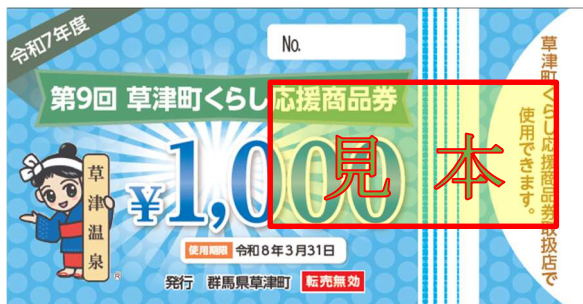 令和7年度
No.
第9回 草津町くらし応援商品券
¥1,000
見本
草津温泉
®
使用期限 令和8年3月31日
発行 群馬県草津町 転売無効
草津町くらし応援商品券取扱店で
使用できます。